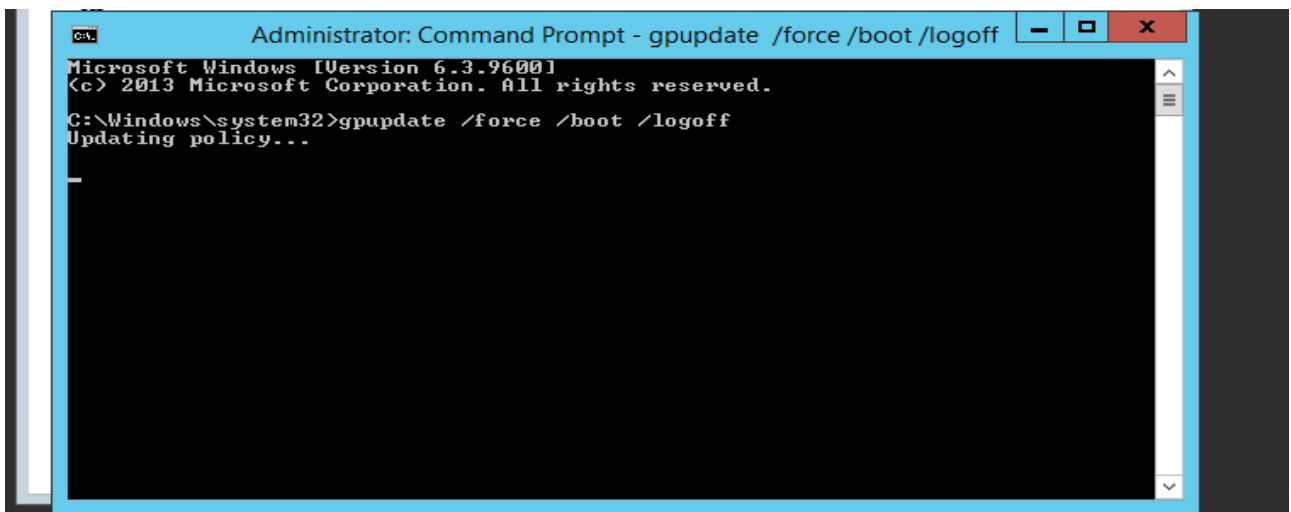 Administrator: Command Prompt - gpupdate /force /boot /logoff
Microsoft Windows [Version 6.3.9600]
(c) 2013 Microsoft Corporation. All rights reserved.
C:\Windows\system32>gpupdate /force /boot /logoff
Updating policy...